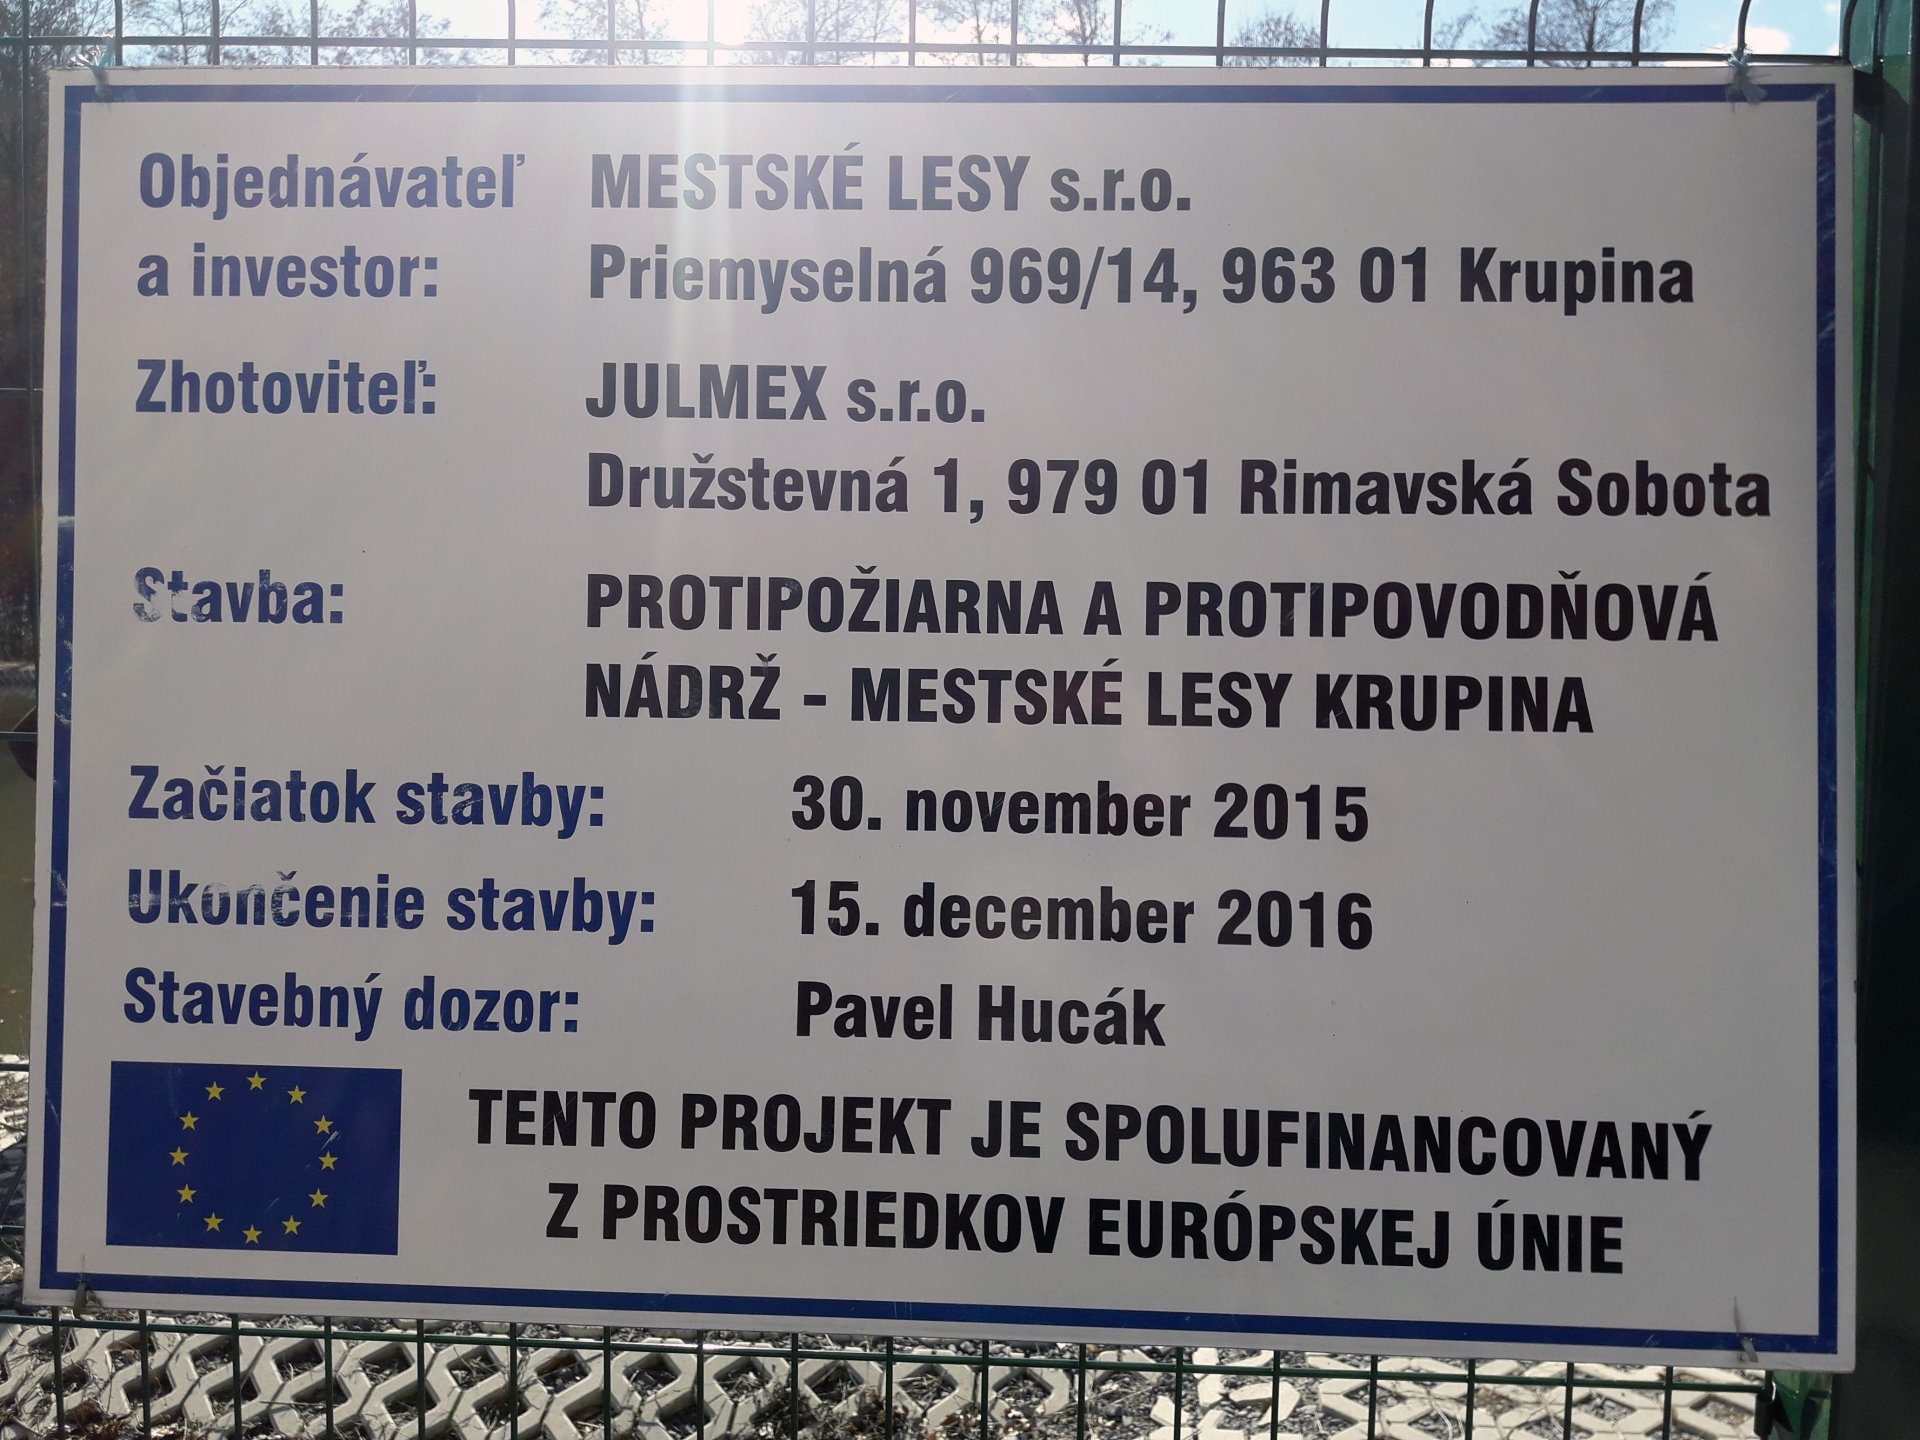 Objednávateľ MESTSKÉ LESY s.r.o.
a investor: Priemyselná 969/14, 963 01 Krupina
Zhotoviteľ: JULMEX s.r.o.
Družstevná 1, 979 01 Rimavská Sobota
Stavba: PROTIPOŽIARNA A PROTIPOVODŇOVÁ
NÁDRŽ - MESTSKÉ LESY KRUPINA
Začiatok stavby: 30. november 2015
Ukončenie stavby: 15. december 2016
Stavebný dozor: Pavel Hucák
TENTO PROJEKT JE SPOLUFINANCOVANÝ
Z PROSTRIEDKOV EURÓPSKEJ ÚNIE